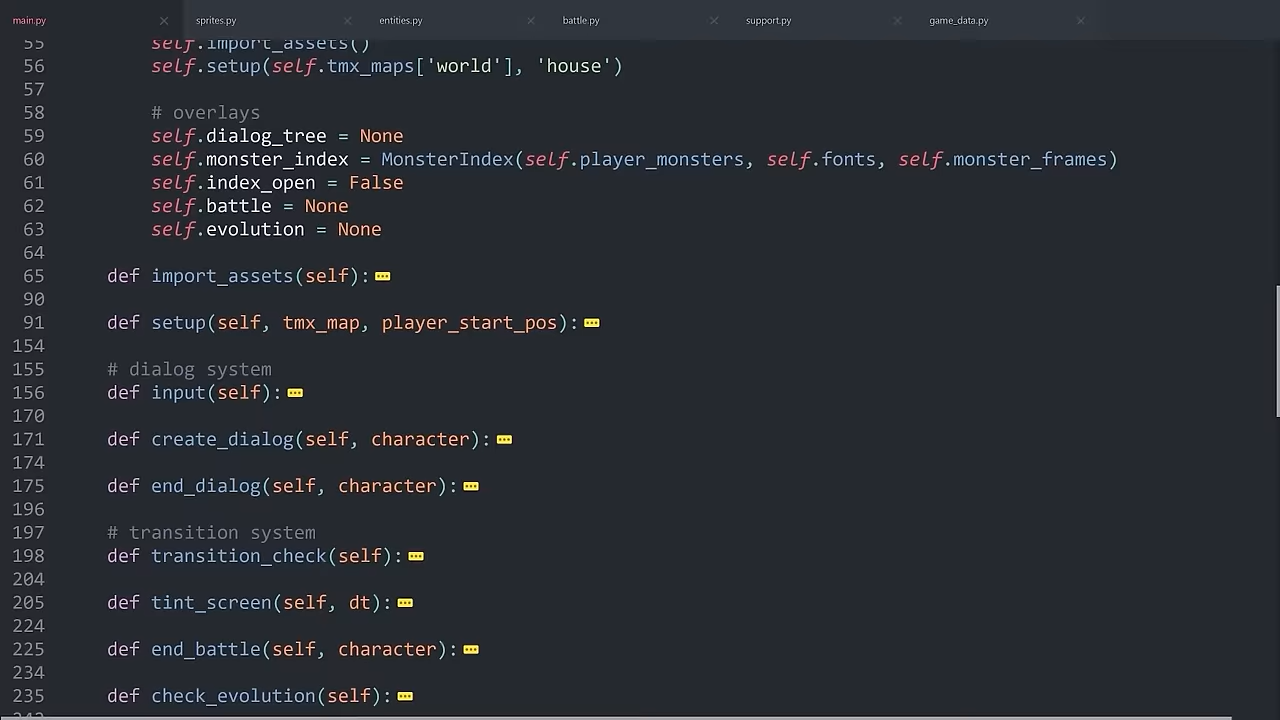 main.py sprites.py entities.py battle.py support.py game_data.py
55 self.import_assets()
56 self.setup(self.tmx_maps['world'], 'house')
57
58 # overlays
59 self.dialog_tree = None
60 self.monster_index = MonsterIndex(self.player_monsters, self.fonts, self.monster_frames)
61 self.index_open = False
62 self.battle = None
63 self.evolution = None
64
65 def import_assets(self):
90
91 def setup(self, tmx_map, player_start_pos):
154
155 # dialog system
156 def input(self):
170
171 def create_dialog(self, character):
174
175 def end_dialog(self, character):
196
197 # transition system
198 def transition_check(self):
204
205 def tint_screen(self, dt):
224
225 def end_battle(self, character):
234
235 def check_evolution(self):